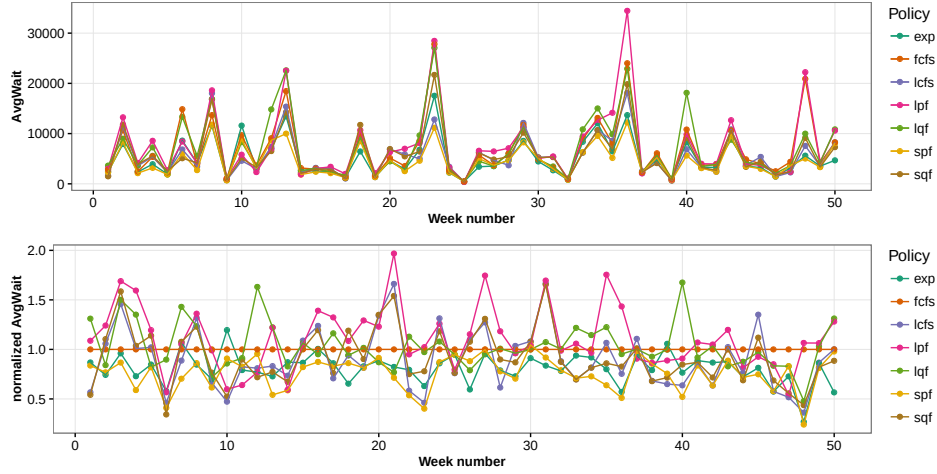 AvgWait
30000
20000
10000
0
0
10
20
30
40
50
Week number
Policy
exp
fcfs
lcfs
lpf
lqf
spf
sqf
normalized AvgWait
2.0
1.5
1.0
0.5
0
10
20
30
40
50
Week number
Policy
exp
fcfs
lcfs
lpf
lqf
spf
sqf